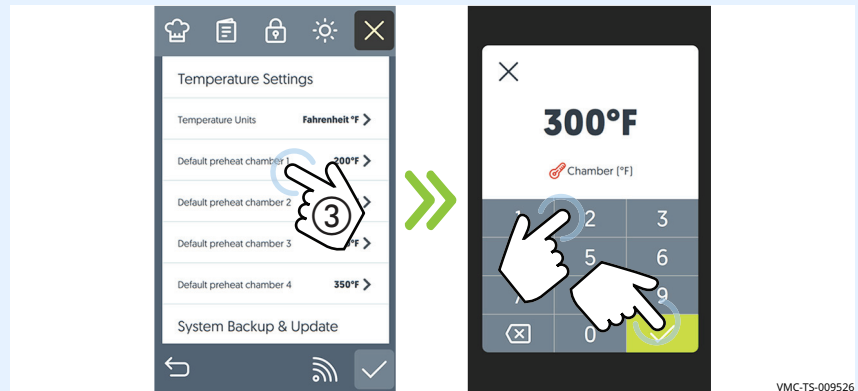 Temperature Settings
Temperature Units Fahrenheit °F
Default preheat chamber 1 200°F
Default preheat chamber 2
3
Default preheat chamber 3 °F
Default preheat chamber 4 350°F
System Backup & Update
300°F
Chamber (°F)
1 2 3
5 6
7 9
0
VMC-TS-009526